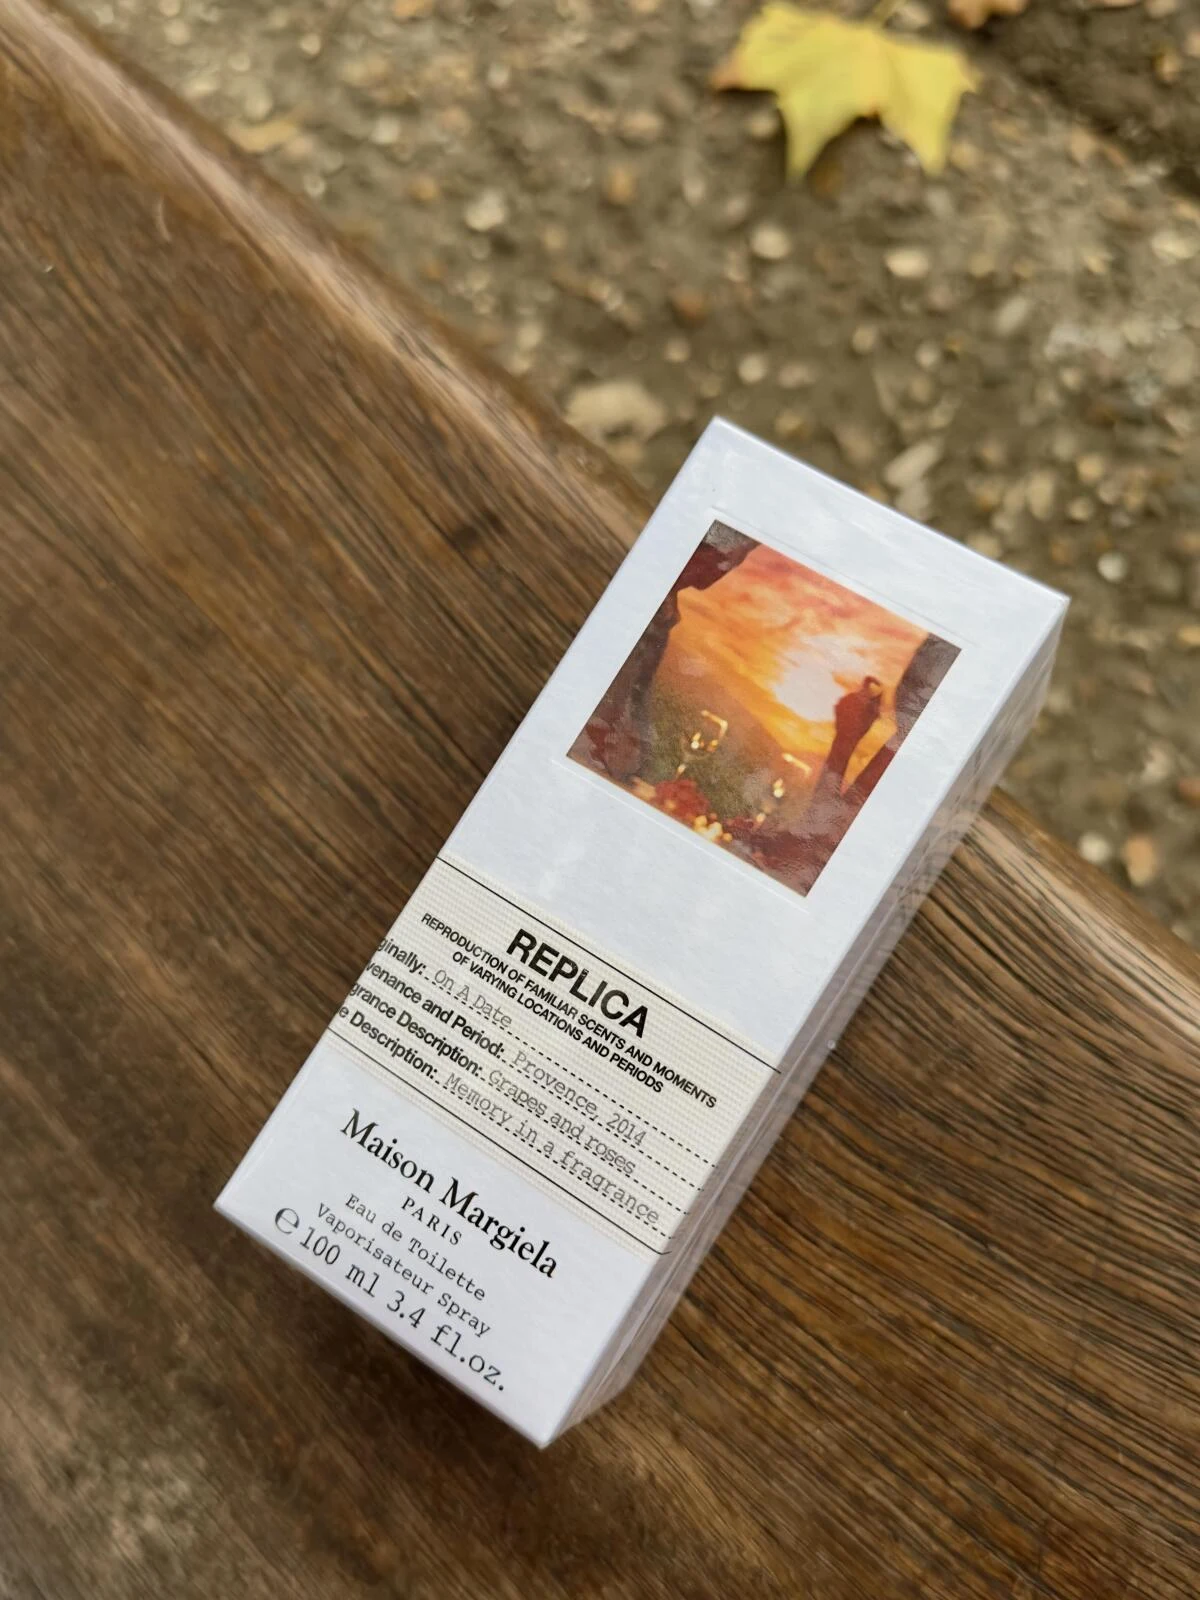 REPLICA
REPRODUCTION OF FAMILIAR SCENTS AND MOMENTS
OF VARYING LOCATIONS AND PERIODS
ginally: On A Date
venance and Period: Provence, 2014
grance Description: Grapes and roses
e Description: Memory in a fragrance
Maison Margiela
PARIS
Eau de Toilette
Vaporisateur Spray
℮ 100 ml 3.4 fl.oz.